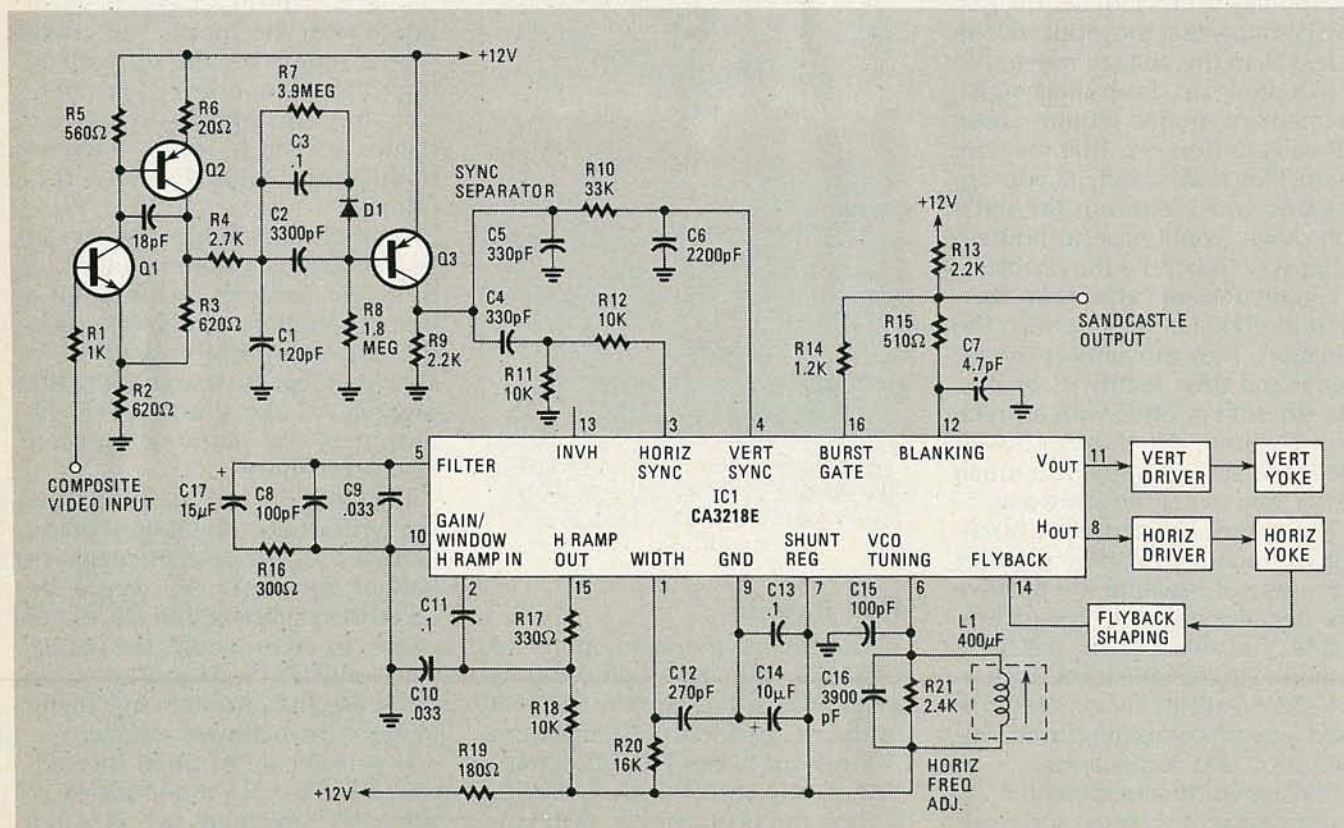 +12V
R5
560Ω
R6
20Ω
Q2
18pF
Q1
R1
1K
R2
620Ω
COMPOSITE
VIDEO INPUT
R4
2.7K
R3
620Ω
C1
120pF
R7
3.9MEG
C3
.1
C2
3300pF
D1
R8
1.8
MEG
Q3
R9
2.2K
SYNC
SEPARATOR
C5
330pF
R10
33K
C6
2200pF
C4
330pF
R12
10K
R11
10K
+12V
R13
2.2K
SANDCASTLE
OUTPUT
R15
510Ω
C7
4.7pF
R14
1.2K
13
3
4
16
12
INVH
HORIZ
SYNC
VERT
SYNC
BURST
GATE
BLANKING
5
FILTER
VOUT
11
VERT
DRIVER
VERT
YOKE
IC1
CA3218E
10
GAIN/
WINDOW
HOUT
8
HORIZ
DRIVER
HORIZ
YOKE
H RAMP IN
H RAMP
OUT
WIDTH
GND
SHUNT
REG
VCO
TUNING
FLYBACK
2
15
1
9
7
6
14
FLYBACK
SHAPING
C17
15μF
C8
100pF
C9
.033
R16
300Ω
C11
.1
R17
330Ω
C10
.033
R18
10K
R19
180Ω
+12V
C12
270pF
R20
16K
C13
.1
C14
10μF
+
C15
100pF
C16
3900
pF
R21
2.4K
L1
400μF
HORIZ
FREQ
ADJ.
+